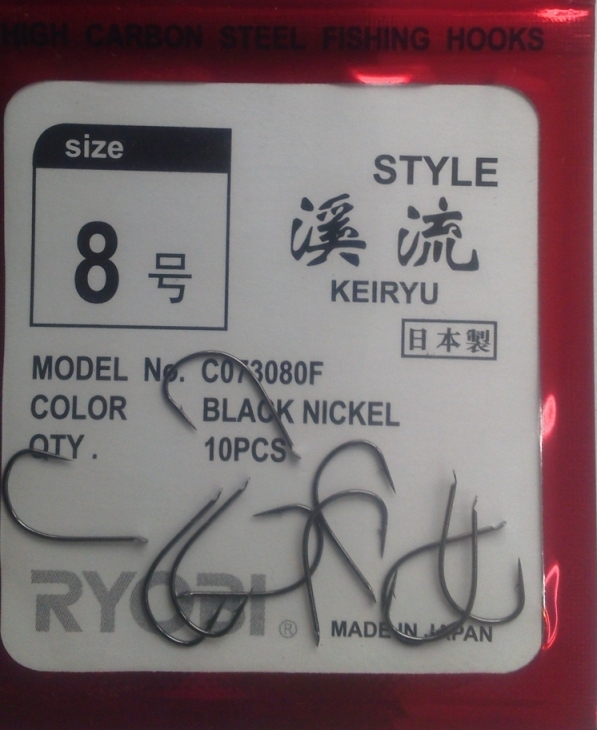 HIGH CARBON STEEL FISHING HOOKS
size
8号
STYLE
溪流
KEIRYU
日本製
MODEL No. C073080F
COLOR BLACK NICKEL
QTY. 10PCS
RYOBI®
MADE IN JAPAN